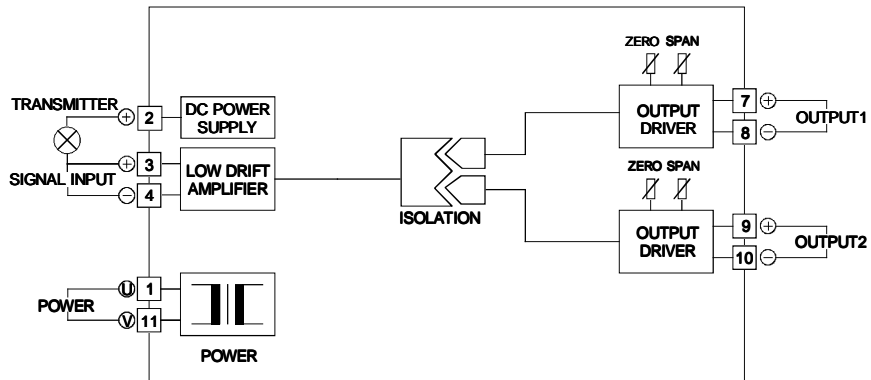 ZERO SPAN
TRANSMITTER
+
2
DC POWER
SUPPLY
OUTPUT
DRIVER
7
+
8
−
OUTPUT1
+
3
SIGNAL INPUT
−
4
LOW DRIFT
AMPLIFIER
ISOLATION
ZERO SPAN
OUTPUT
DRIVER
9
+
10
−
OUTPUT2
U
1
POWER
V
11
POWER